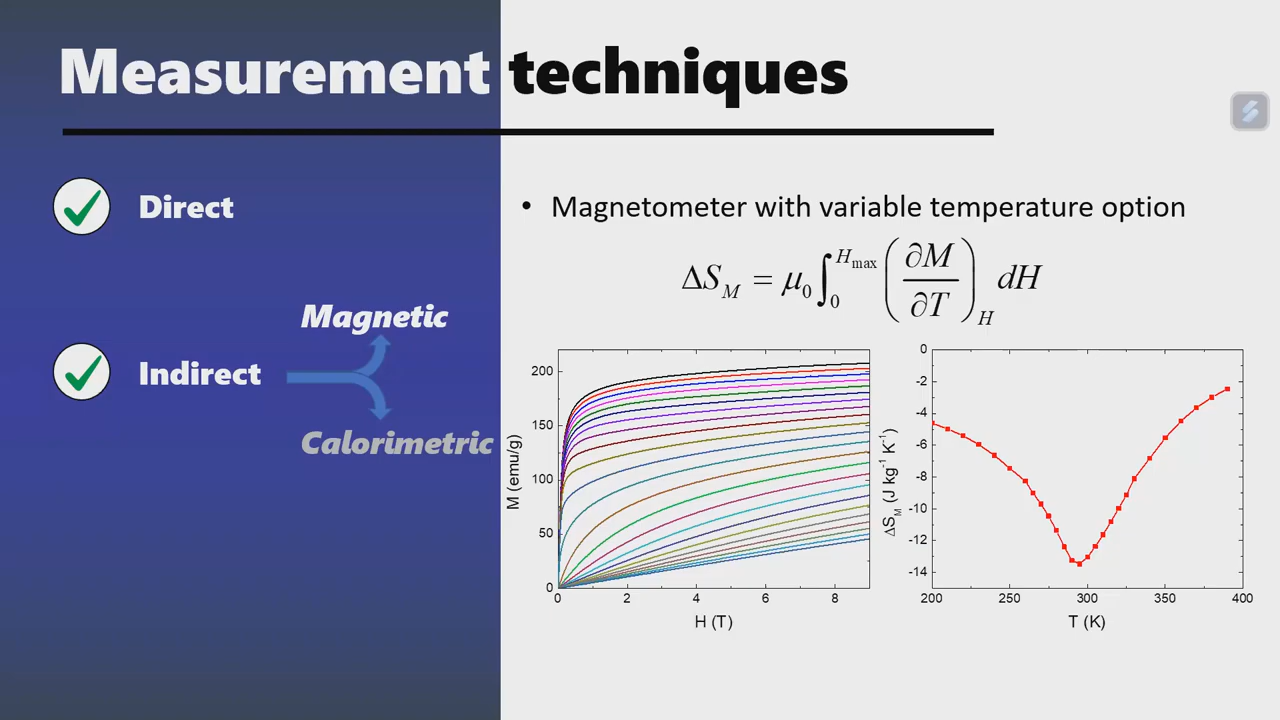 Measurement techniques
Direct
• Magnetometer with variable temperature option
ΔS_M = μ₀ ∫₀^{H_max} (∂M/∂T)_H dH
Magnetic
Indirect
Calorimetric
M (emu/g)
200
150
100
50
0
0 2 4 6 8
H (T)
ΔS_M (J kg⁻¹ K⁻¹)
0
-2
-4
-6
-8
-10
-12
-14
200 250 300 350 400
T (K)